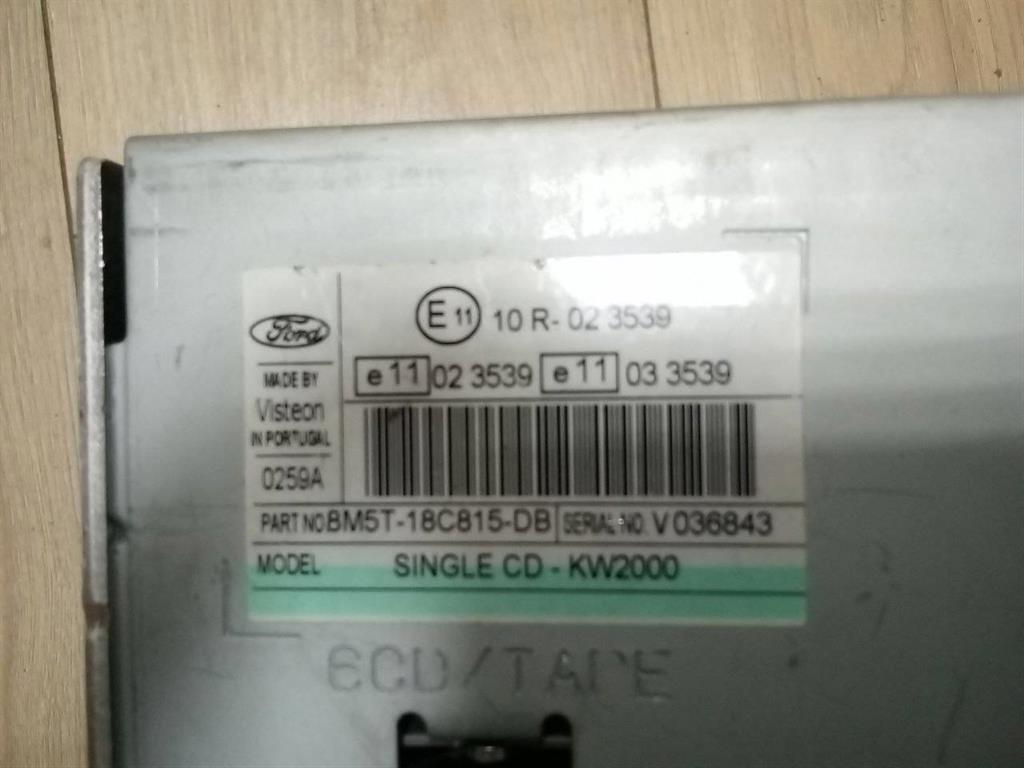 Ford
MADE BY
Visteon
IN PORTUGAL
0259A
E 11 10 R- 02 3539
e 11 02 3539 e 11 03 3539
PART NO 8M5T-18C815-DB SERIAL NO. V 036843
MODEL SINGLE CD - KW2000
6CD/TAPE